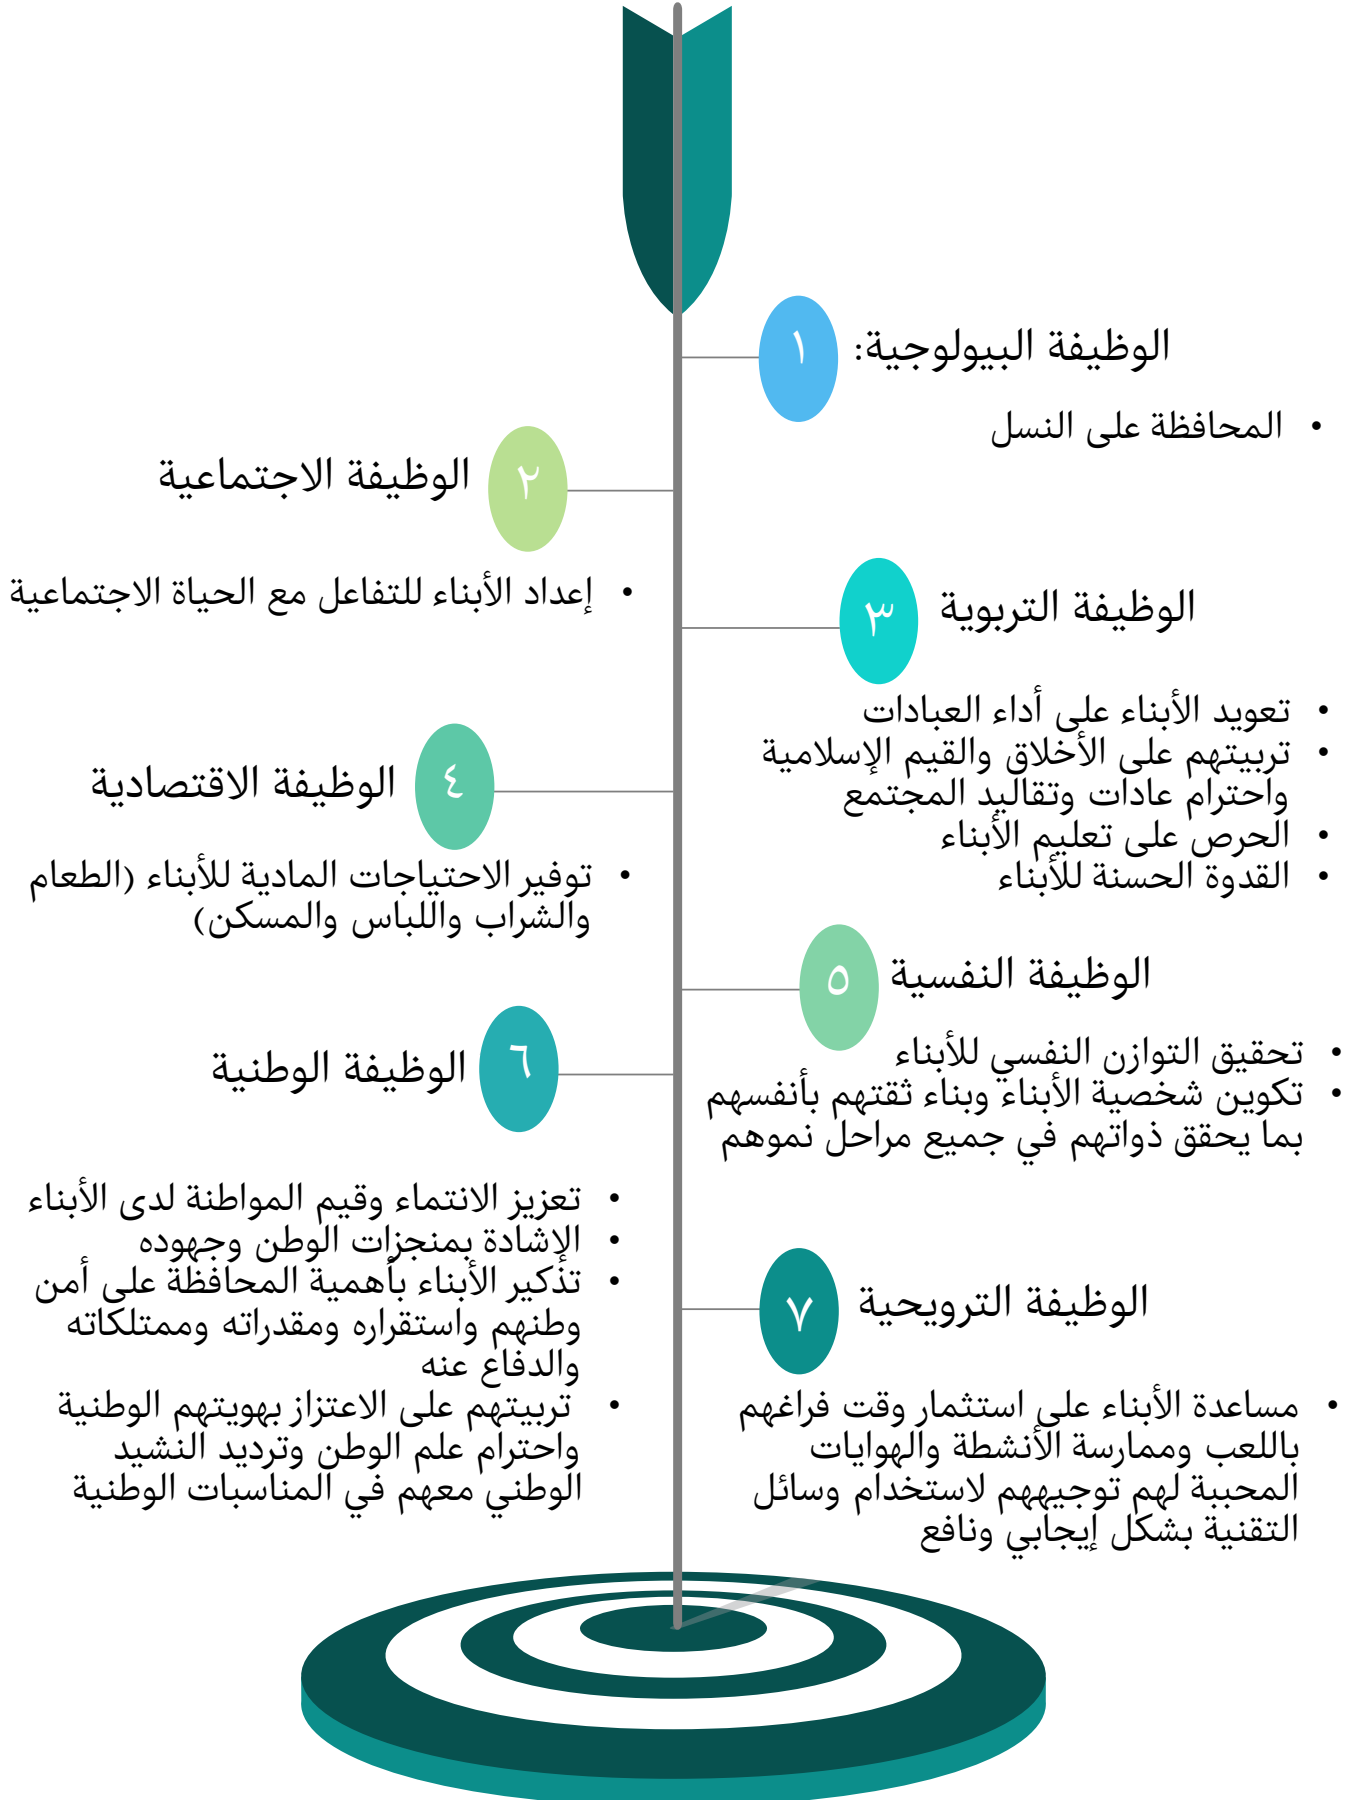 ١
الوظيفة البيولوجية:
• المحافظة على النسل
٢
الوظيفة الاجتماعية
• إعداد الأبناء للتفاعل مع الحياة الاجتماعية
٣
الوظيفة التربوية
• تعويد الأبناء على أداء العبادات
• تربيتهم على الأخلاق والقيم الإسلامية
واحترام عادات وتقاليد المجتمع
• الحرص على تعليم الأبناء
• القدوة الحسنة للأبناء
٤
الوظيفة الاقتصادية
• توفير الاحتياجات المادية للأبناء (الطعام
والشراب واللباس والمسكن)
٥
الوظيفة النفسية
• تحقيق التوازن النفسي للأبناء
• تكوين شخصية الأبناء وبناء ثقتهم بأنفسهم
بما يحقق ذواتهم في جميع مراحل نموهم
٦
الوظيفة الوطنية
• تعزيز الانتماء وقيم المواطنة لدى الأبناء
• الإشادة بمنجزات الوطن وجهوده
• تذكير الأبناء بأهمية المحافظة على أمن
وطنهم واستقراره ومقدراته وممتلكاته
والدفاع عنه
• تربيتهم على الاعتزاز بهويتهم الوطنية
واحترام علم الوطن وترديد النشيد
الوطني معهم في المناسبات الوطنية
٧
الوظيفة الترويحية
• مساعدة الأبناء على استثمار وقت فراغهم
باللعب وممارسة الأنشطة والهوايات
المحببة لهم توجيههم لاستخدام وسائل
التقنية بشكل إيجابي ونافع